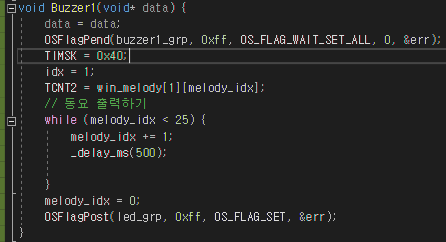 void Buzzer1(void* data) {
data = data;
OSFlagPend(buzzer1_grp, 0xff, OS_FLAG_WAIT_SET_ALL, 0, &err);
TIMSK = 0x40;
idx = 1;
TCNT2 = win_melody[1][melody_idx];
// 동요 출력하기
while (melody_idx < 25) {
melody_idx += 1;
_delay_ms(500);
}
melody_idx = 0;
OSFlagPost(led_grp, 0xff, OS_FLAG_SET, &err);
}